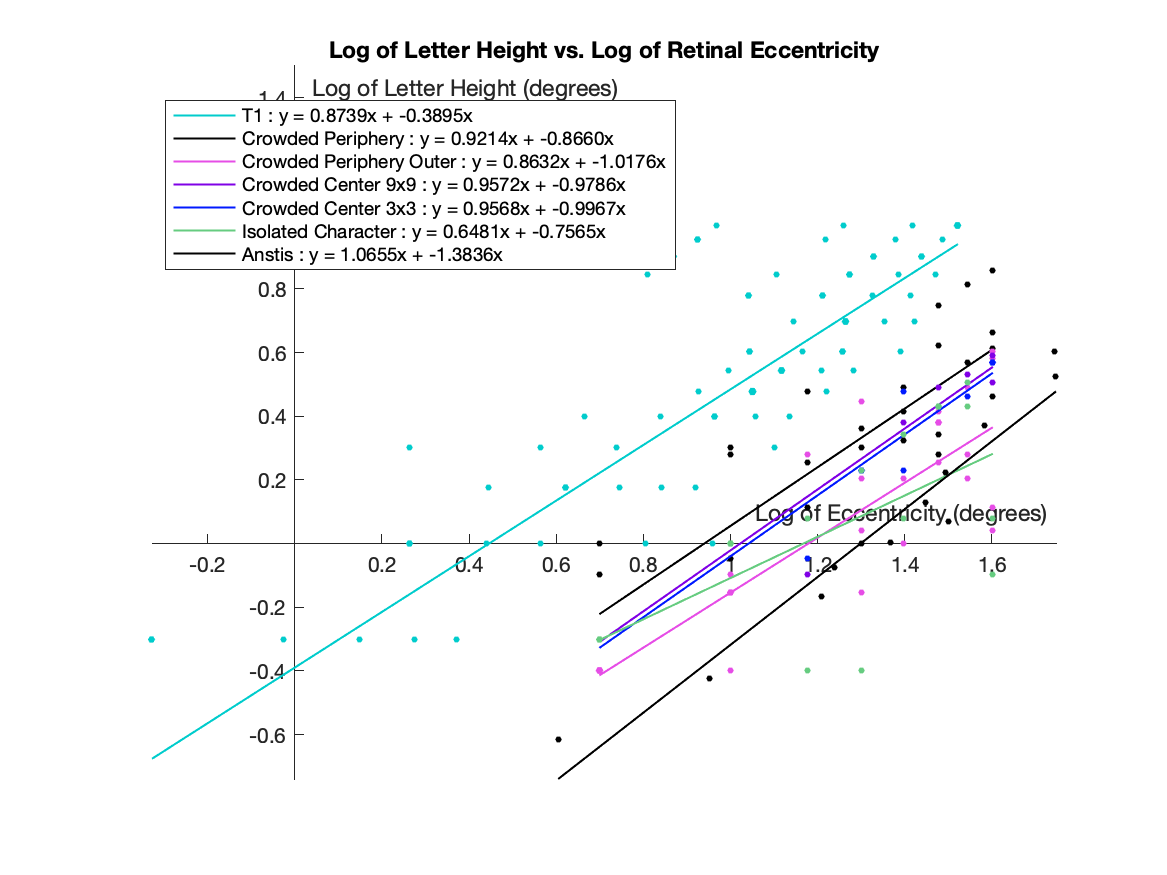 Log of Letter Height vs. Log of Retinal Eccentricity
Log of Letter Height (degrees)
1.4
T1 : y = 0.8739x + -0.3895x
Crowded Periphery : y = 0.9214x + -0.8660x
Crowded Periphery Outer : y = 0.8632x + -1.0176x
Crowded Center 9x9 : y = 0.9572x + -0.9786x
Crowded Center 3x3 : y = 0.9568x + -0.9967x
Isolated Character : y = 0.6481x + -0.7565x
Anstis : y = 1.0655x + -1.3836x
0.8
0.6
0.4
0.2
Log of Eccentricity (degrees)
-0.2 0.2 0.4 0.6 0.8 1 1.2 1.4 1.6
-0.2
-0.4
-0.6